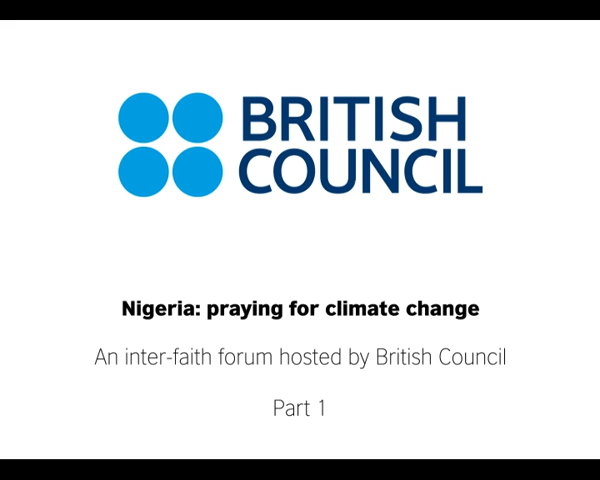 BRITISH
COUNCIL
Nigeria: praying for climate change
An inter-faith forum hosted by British Council
Part 1